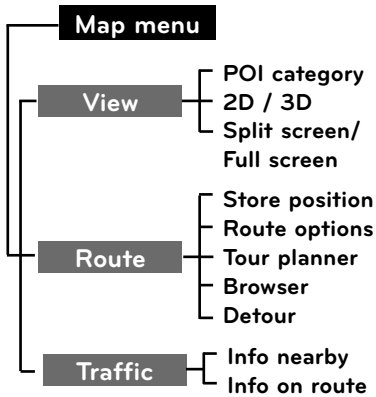 Map menu
View
POI category
2D / 3D
Split screen/
Full screen
Route
Store position
Route options
Tour planner
Browser
Detour
Traffic
Info nearby
Info on route